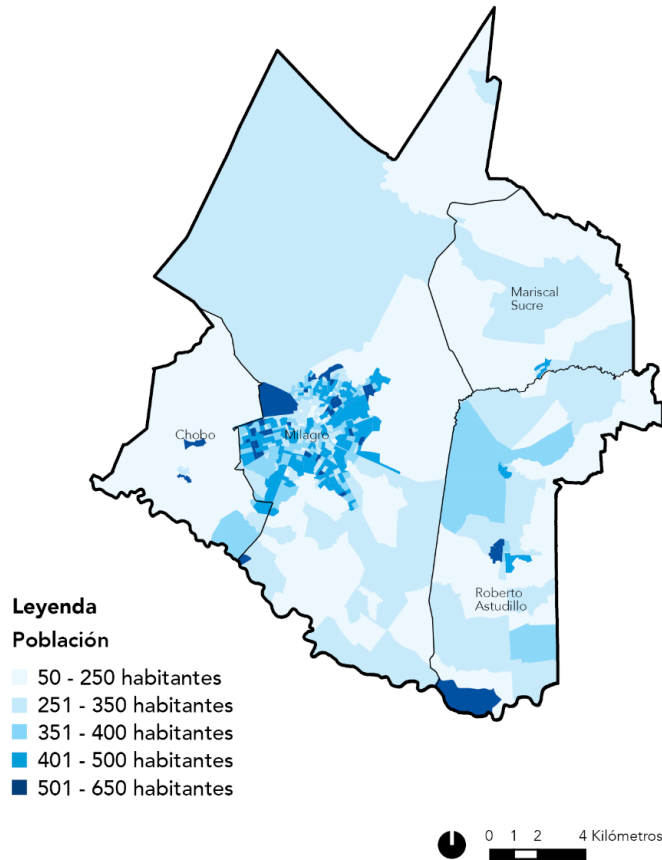 Mariscal
Sucre
Chobo
Milagro
Roberto
Astudillo
Leyenda
Población
50 - 250 habitantes
251 - 350 habitantes
351 - 400 habitantes
401 - 500 habitantes
501 - 650 habitantes
0 1 2 4 Kilómetros